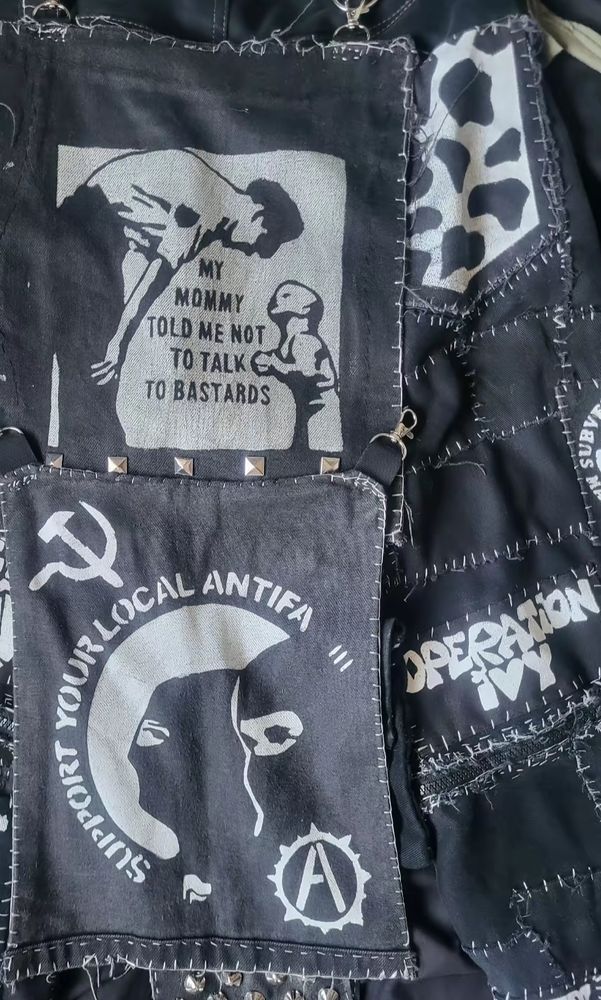 MY
MOMMY
TOLD ME NOT
TO TALK
TO BASTARDS
SUPPORT YOUR LOCAL ANTIFA
A
OPERATION
IVY